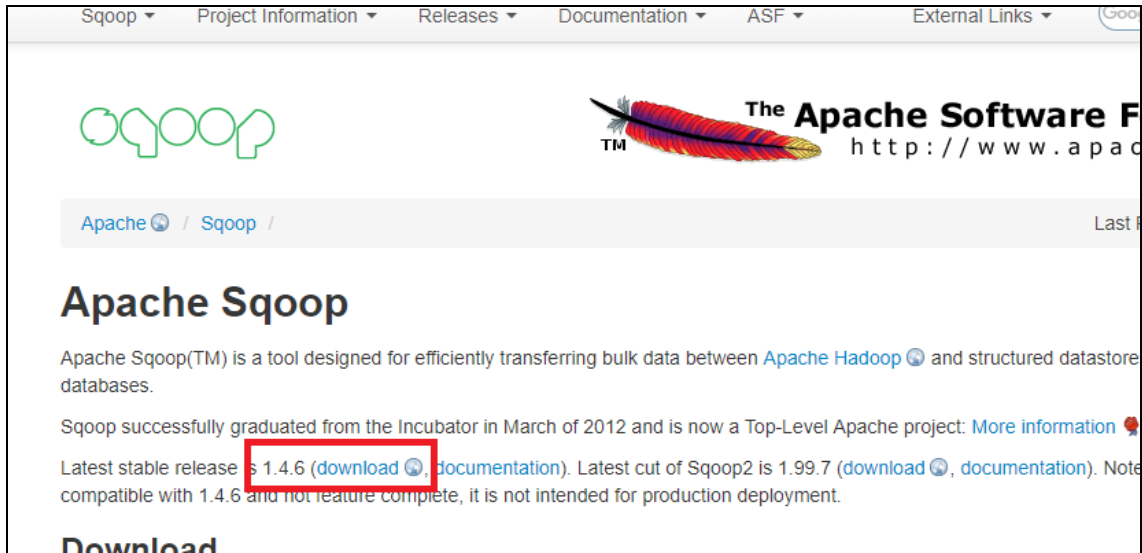 Sqoop Project Information Releases Documentation ASF External Links
sqoop
TM The Apache Software F
http://www.apac
Apache / Sqoop / Last
Apache Sqoop
Apache Sqoop(TM) is a tool designed for efficiently transferring bulk data between Apache Hadoop and structured datastore
databases.
Sqoop successfully graduated from the Incubator in March of 2012 and is now a Top-Level Apache project: More information
Latest stable release is 1.4.6 (download , documentation). Latest cut of Sqoop2 is 1.99.7 (download , documentation). Note
compatible with 1.4.6 and not feature complete, it is not intended for production deployment.
Download